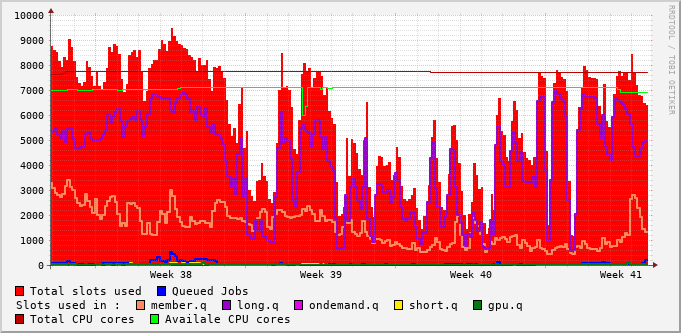 10000
9000
8000
7000
6000
5000
4000
3000
2000
1000
0
Week 38 Week 39 Week 40 Week 41
RRDTOOL / TOBI OETIKER
Total slots used Queued Jobs
Slots used in : member.q long.q ondemand.q short.q gpu.q
Total CPU cores Availale CPU cores